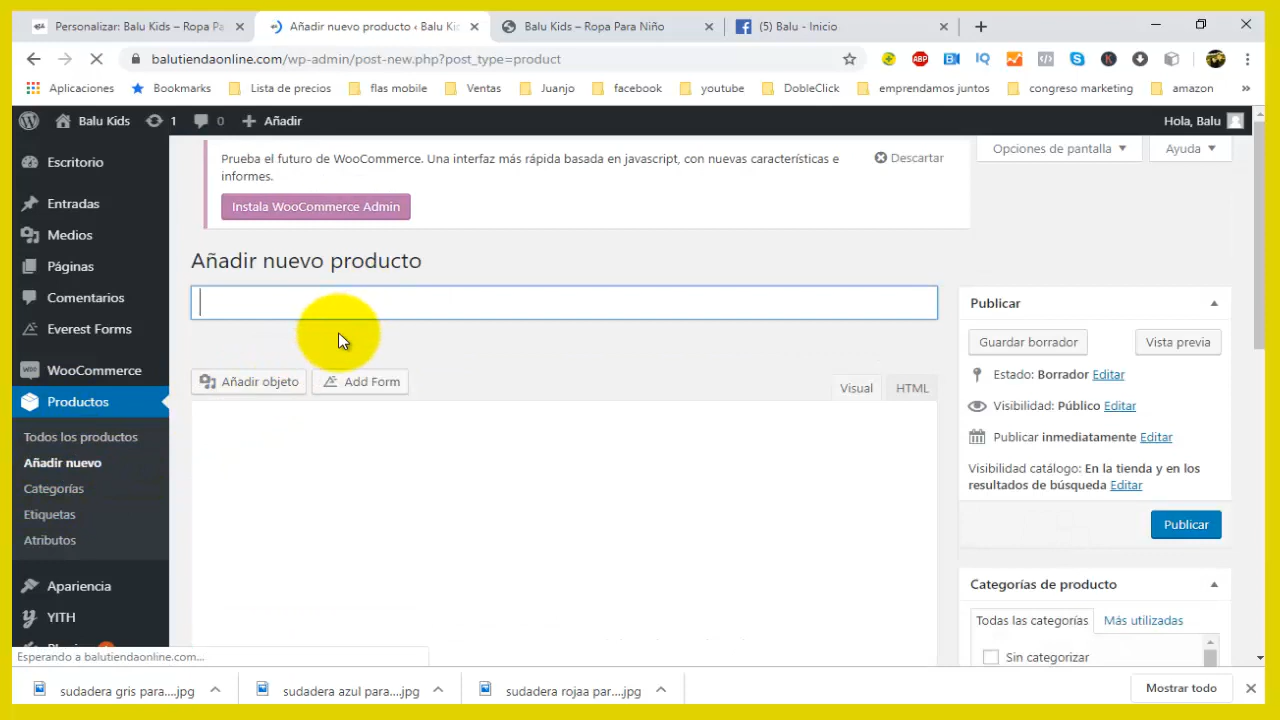 Personalizar: Balu Kids – Ropa Pa
Añadir nuevo producto ‹ Balu Kids
Balu Kids – Ropa Para Niño
(5) Balu - Inicio
balutiendaonline.com/wp-admin/post-new.php?post_type=product
Aplicaciones
Bookmarks
Lista de precios
flas mobile
Ventas
Juanjo
facebook
youtube
DobleClick
emprendamos juntos
congreso marketing
amazon
»
Balu Kids
1
0
Añadir
Hola, Balu
Escritorio
Entradas
Medios
Páginas
Comentarios
Everest Forms
WooCommerce
Productos
Todos los productos
Añadir nuevo
Categorías
Etiquetas
Atributos
Apariencia
YITH
Prueba el futuro de WooCommerce. Una interfaz más rápida basada en javascript, con nuevas características e
informes.
Descartar
Instala WooCommerce Admin
Opciones de pantalla
Ayuda
Añadir nuevo producto
Añadir objeto
Add Form
Visual
HTML
Publicar
Guardar borrador
Vista previa
Estado: Borrador Editar
Visibilidad: Público Editar
Publicar inmediatamente Editar
Visibilidad catálogo: En la tienda y en los
resultados de búsqueda Editar
Publicar
Categorías de producto
Todas las categorías
Más utilizadas
Sin categorizar
Esperando a balutiendaonline.com...
sudadera gris para....jpg
sudadera azul para....jpg
sudadera rojaa par....jpg
Mostrar todo